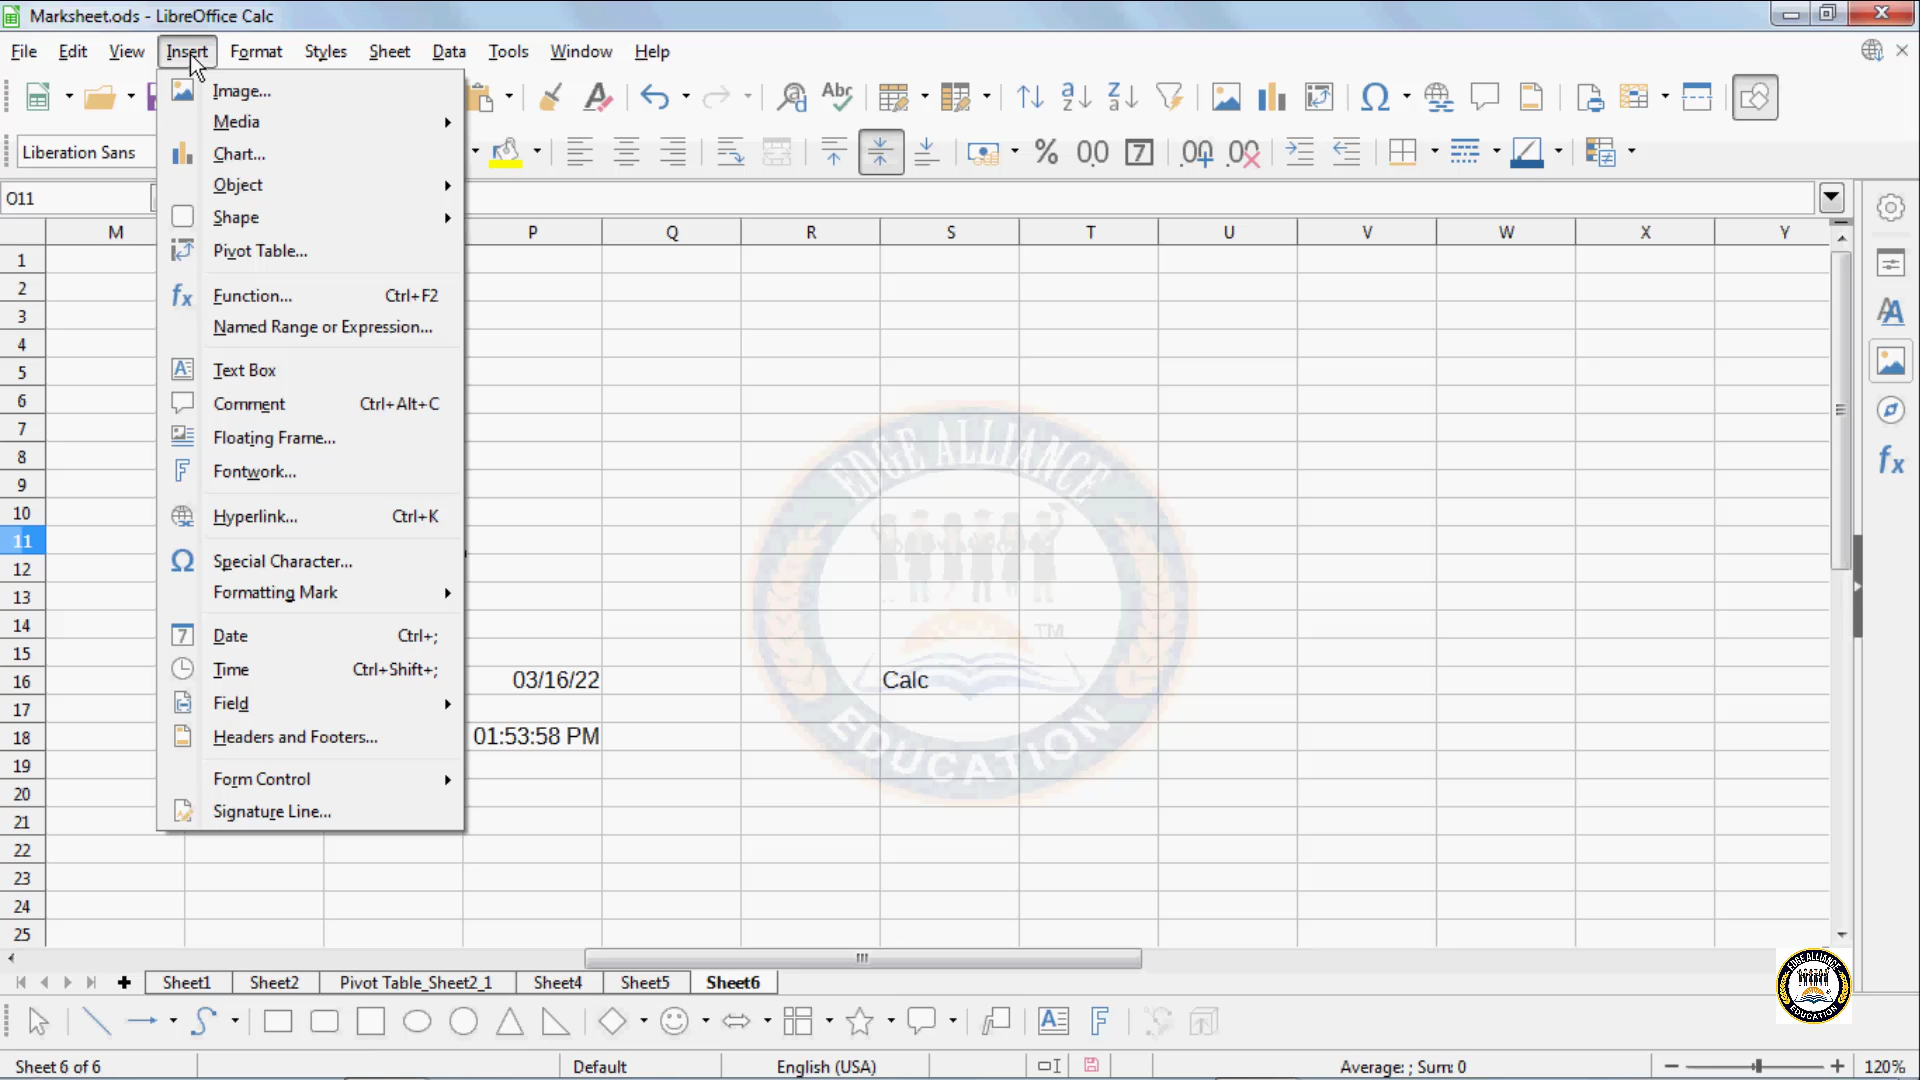 Marksheet.ods - LibreOffice Calc
File Edit View Insert Format Styles Sheet Data Tools Window Help
Liberation Sans
O11
M P Q R S T U V W X Y
Image...
Media
Chart...
Object
Shape
Pivot Table...
Function... Ctrl+F2
Named Range or Expression...
Text Box
Comment Ctrl+Alt+C
Floating Frame...
Fontwork...
Hyperlink... Ctrl+K
Special Character...
Formatting Mark
Date Ctrl+;
Time Ctrl+Shift+;
Field
Headers and Footers...
Form Control
Signature Line...
1
2
3
4
5
6
7
8
9
10
11
12
13
14
15
16 03/16/22 Calc
17
18 01:53:58 PM
19
20
21
22
23
24
25
EDGE ALLIANCE
TM
EDUCATION
Sheet1 Sheet2 Pivot Table_Sheet2_1 Sheet4 Sheet5 Sheet6
EDGE ALLIANCE
EDUCATION
Sheet 6 of 6 Default English (USA) Average: ; Sum: 0 120%